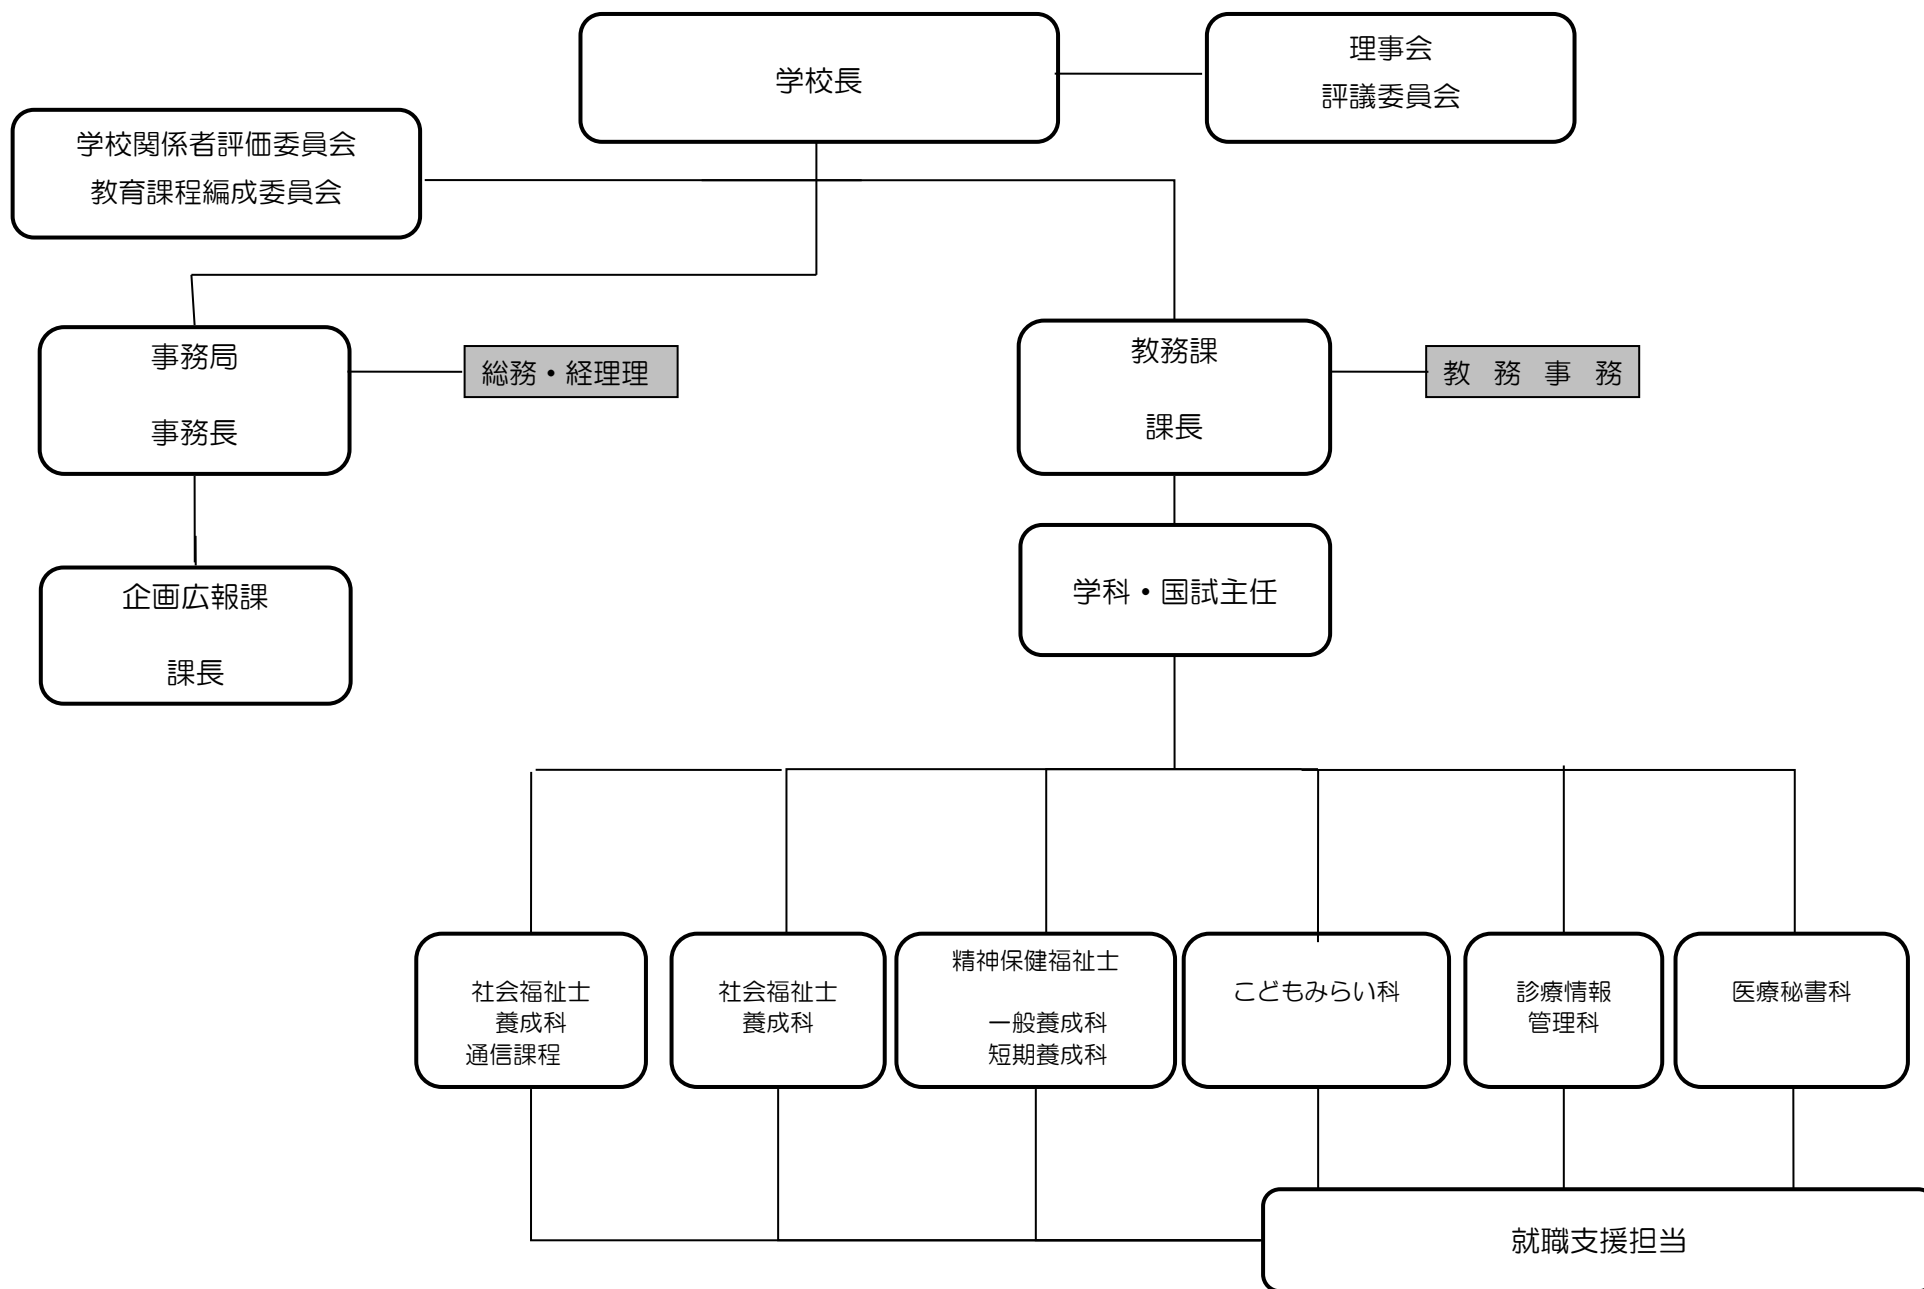 学校長
理事会
評議委員会
学校関係者評価委員会
教育課程編成委員会
事務局
事務長
総務・経理理
教務課
課長
教 務 事 務
企画広報課
課長
学科・国試主任
社会福祉士
養成科
通信課程
社会福祉士
養成科
精神保健福祉士
一般養成科
短期養成科
こどもみらい科
診療情報
管理科
医療秘書科
就職支援担当